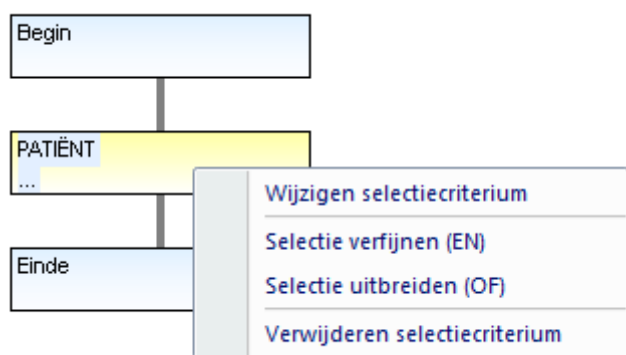 Begin
PATIËNT
...
Einde
Wijzigen selectiecriterium
Selectie verfijnen (EN)
Selectie uitbreiden (OF)
Verwijderen selectiecriterium